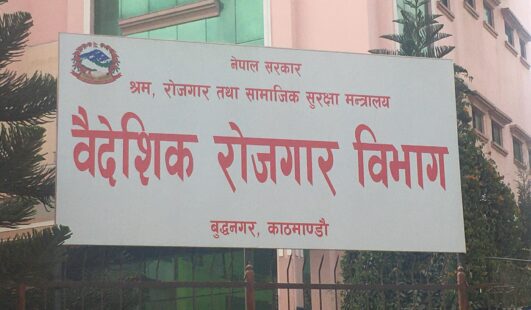 नेपाल सरकार
श्रम, रोजगार तथा सामाजिक सुरक्षा मन्त्रालय
वैदेशिक रोजगार विभाग
बुद्धनगर, काठमाण्डौ